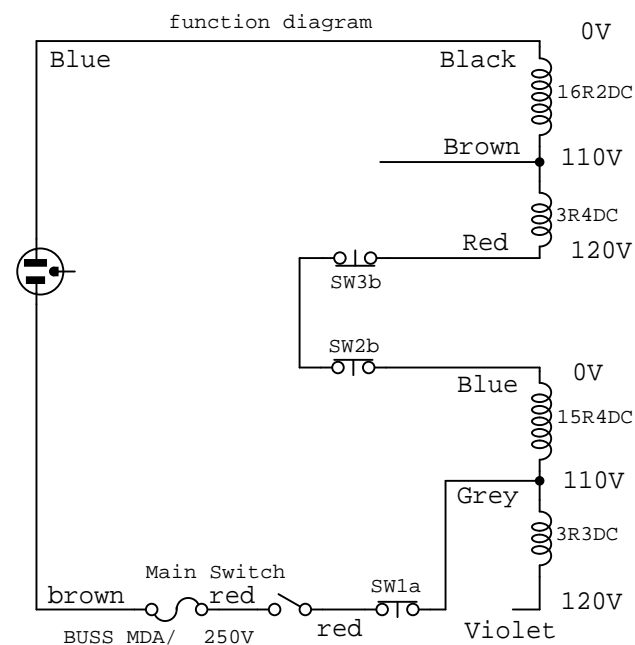 function diagram
0V
Blue
Black
16R2DC
Brown
110V
3R4DC
Red
120V
SW3b
SW2b
Blue
0V
15R4DC
110V
Grey
3R3DC
Main Switch
SW1a
brown
red
120V
red
Violet
BUSS MDA/ 250V